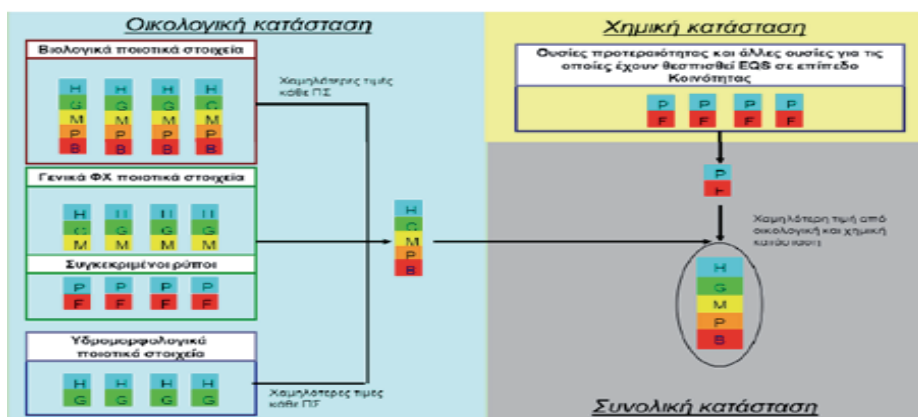 Οικολογική κατάσταση
Βιολογικά ποιοτικά στοιχεία
H H H H
G G G G
M M M M
P P P P
B B B B
Χαμηλότερες τιμές
κάθε ΠΣ
Γενικά ΦΧ ποιοτικά στοιχεία
H H H H
G G G G
M M M M
Συγκεκριμένοι ρύποι
P P P P
F F F F
Υδρομορφολογικά
ποιοτικά στοιχεία
H H H H
G G G G
Χαμηλότερες τιμες
κάθε ΠΣ
H
G
M
P
B
Χημική κατάσταση
Ουσίες προτεραιότητας και άλλες ουσίες για τις
οποίες έχουν θεσπισθεί EQS σε επίπεδο
Κοινότητας
P P P P
F F F F
P
F
Χαμηλότερη τιμή από
οικολογική και χημική
κατάσταση
H
G
M
P
B
Συνολική κατάσταση